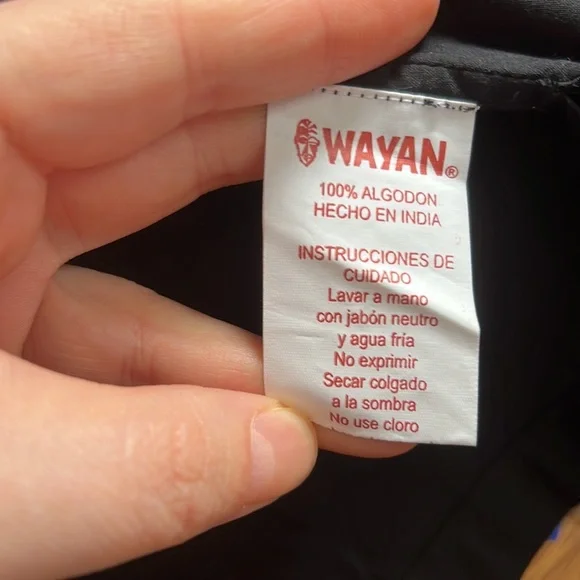 WAYAN®
100% ALGODON
HECHO EN INDIA
INSTRUCCIONES DE
CUIDADO
Lavar a mano
con jabón neutro
y agua fría
No exprimir
Secar colgado
a la sombra
No use cloro